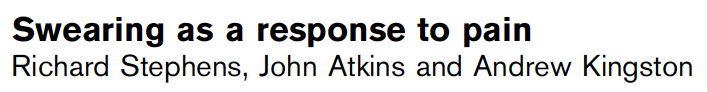 Swearing as a response to pain
Richard Stephens, John Atkins and Andrew Kingston